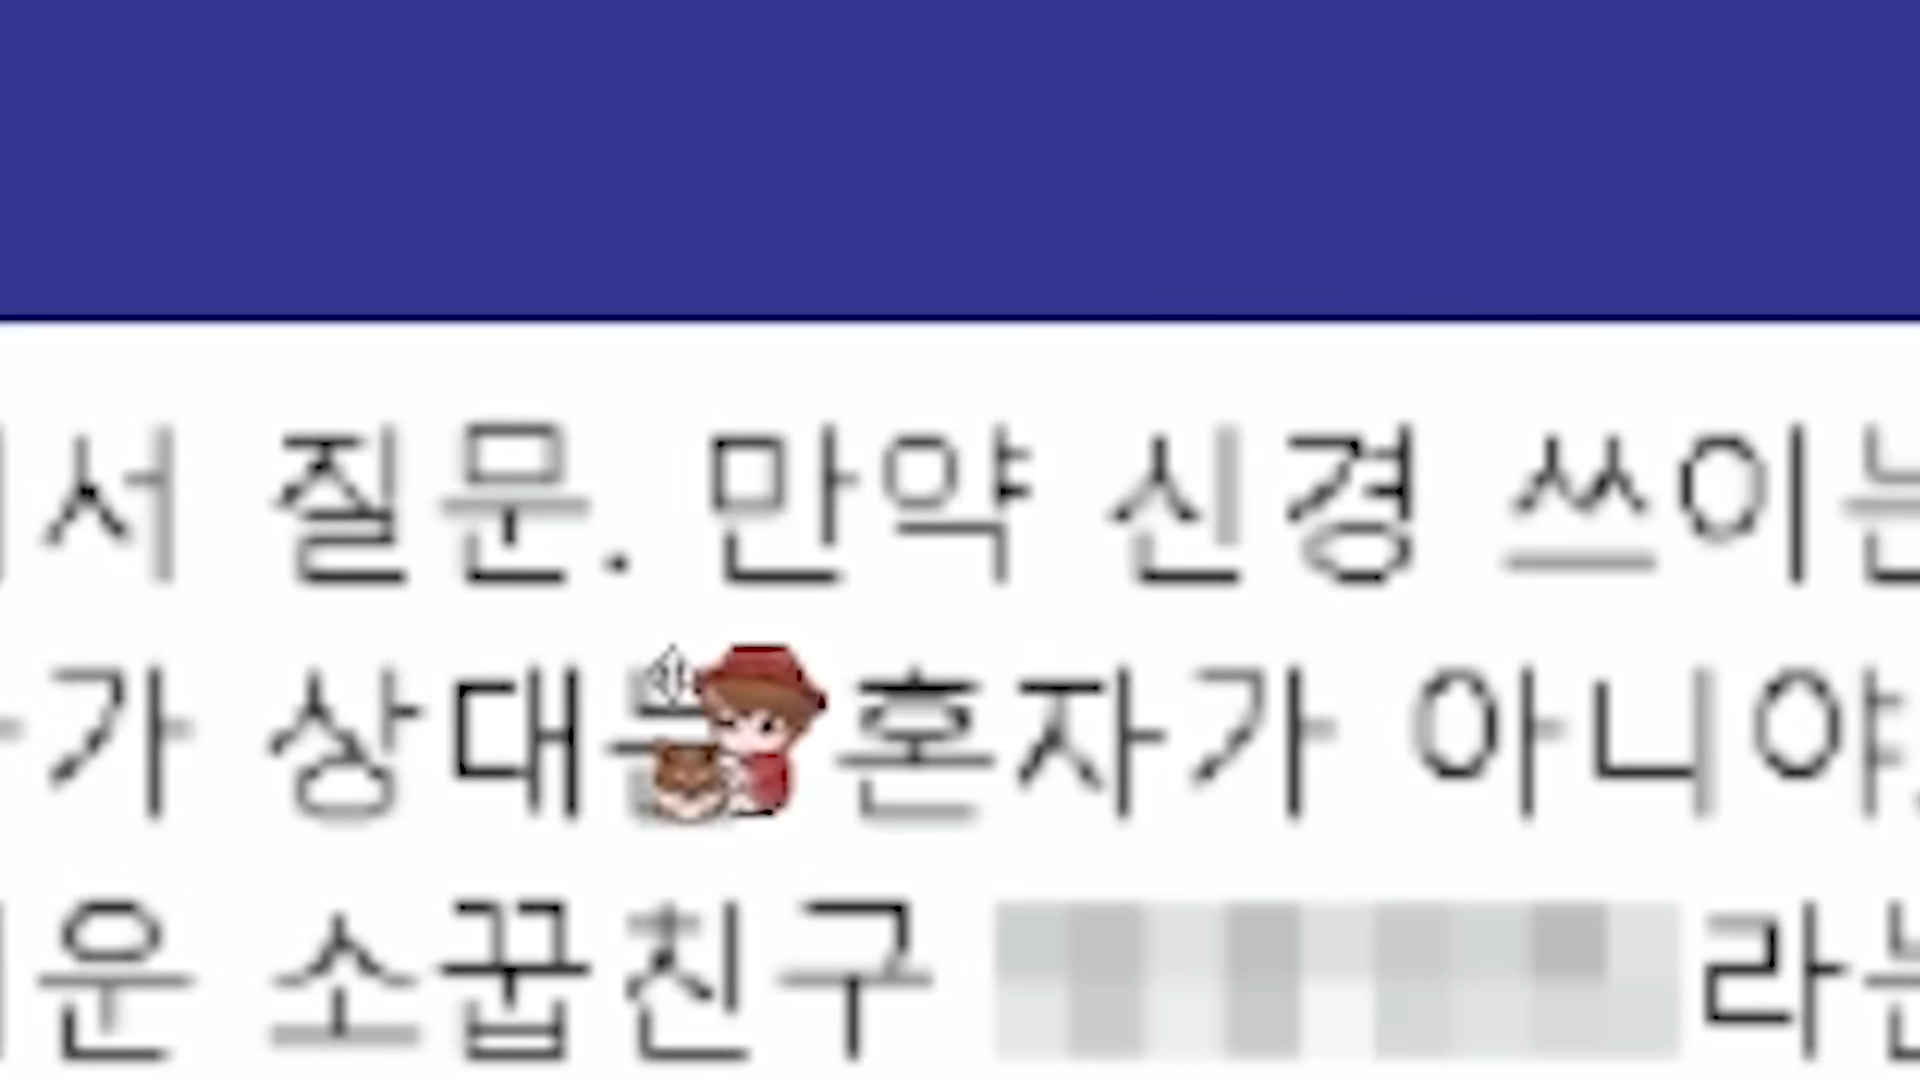 서 질문. 만약 신경 쓰이는
가 상대는 혼자가 아니야.
운 소꿉친구 라는